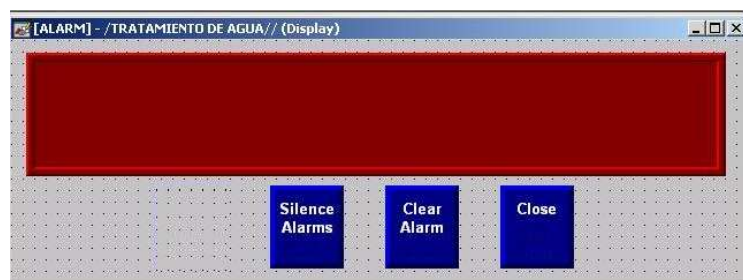 [ALARM] - /TRATAMIENTO DE AGUA// (Display)
Silence
Alarms
Clear
Alarm
Close